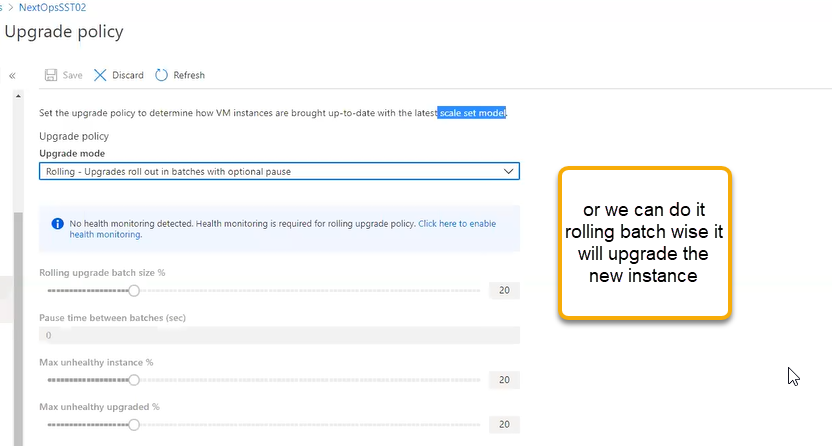 s > NextOpsSST02
Upgrade policy
« Save Discard Refresh
Set the upgrade policy to determine how VM instances are brought up-to-date with the latest scale set model.
Upgrade policy
Upgrade mode
Rolling - Upgrades roll out in batches with optional pause
No health monitoring detected. Health monitoring is required for rolling upgrade policy. Click here to enable
health monitoring.
or we can do it
rolling batch wise it
will upgrade the
new instance
Rolling upgrade batch size %
20
Pause time between batches (sec)
0
Max unhealthy instance %
20
Max unhealthy upgraded %
20